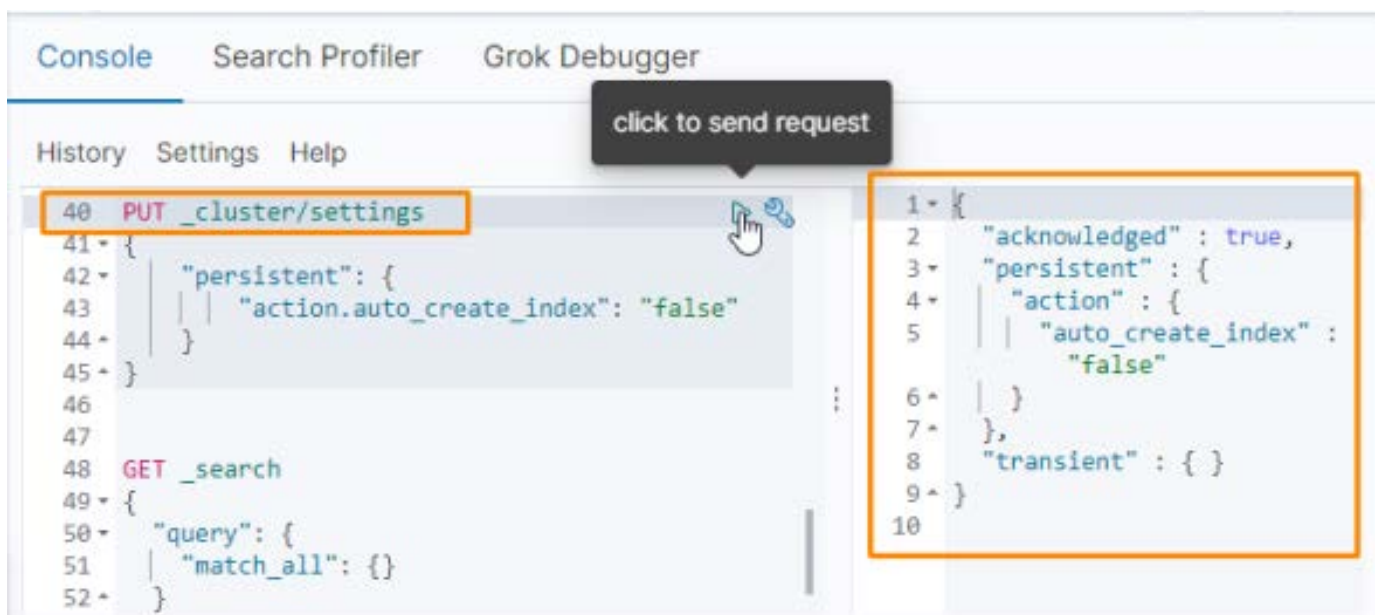 Console Search Profiler Grok Debugger
click to send request
History Settings Help
40 PUT _cluster/settings
41 {
42 "persistent": {
43 "action.auto_create_index": "false"
44 }
45 }
46
47
48 GET _search
49 {
50 "query": {
51 "match_all": {}
52 }
1 {
2 "acknowledged" : true,
3 "persistent" : {
4 "action" : {
5 "auto_create_index" :
"false"
6 }
7 },
8 "transient" : { }
9 }
10